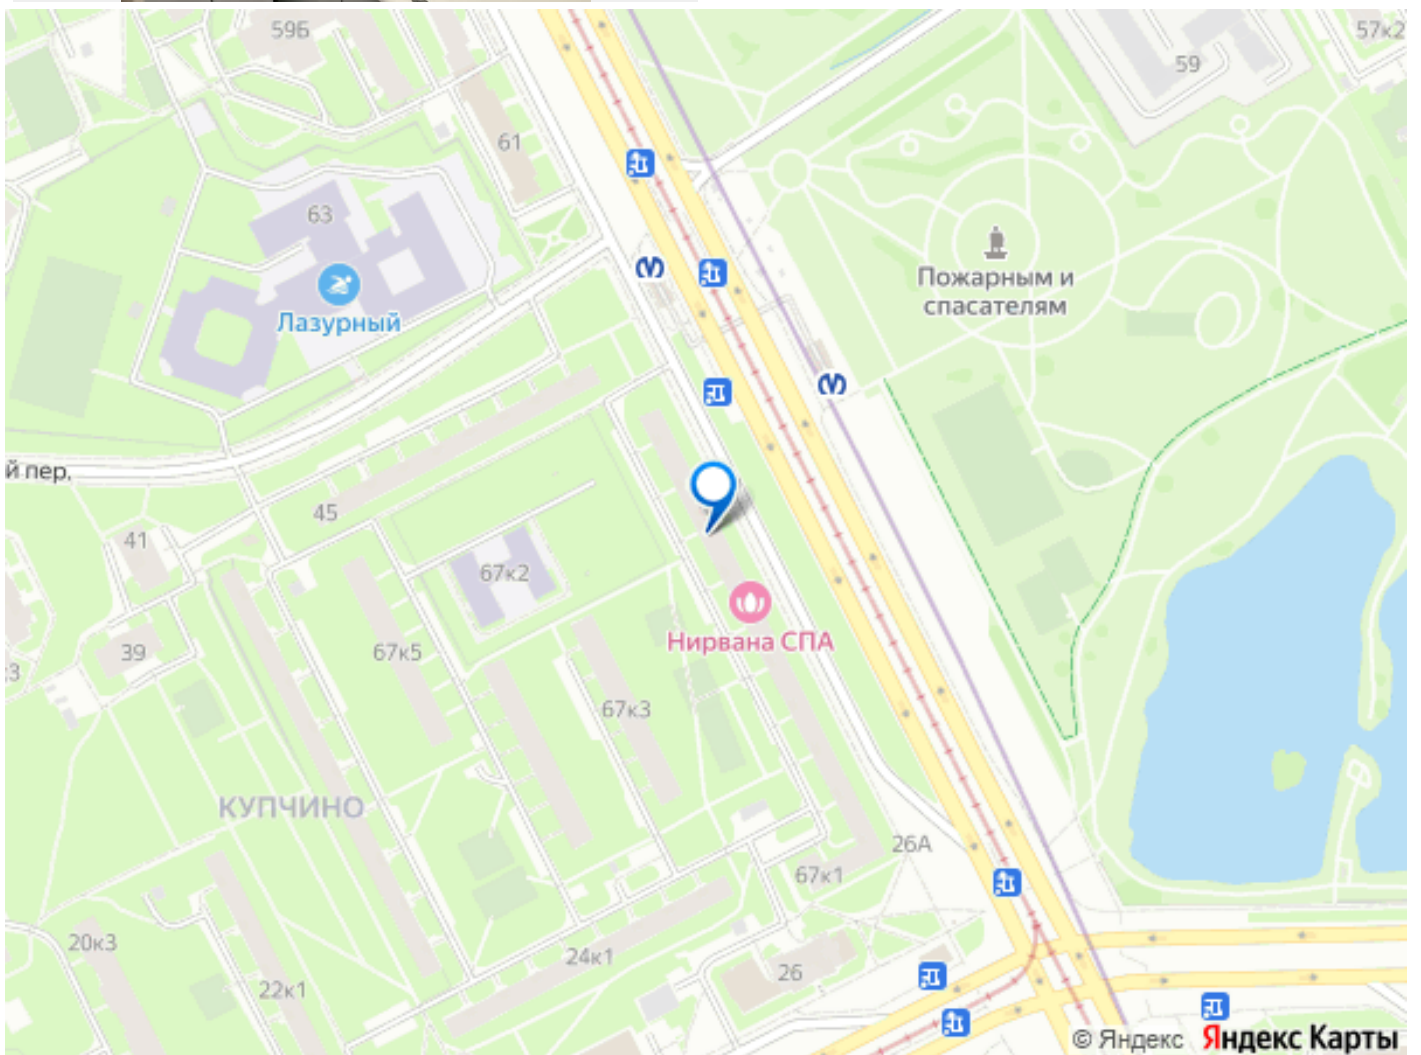 59Б
57к2
59
61
63
Лазурный
Пожарным и
спасателям
й пер.
45
41
67к2
39
67к5
:3
Нирвана СПА
67к3
КУПЧИНО
26А
67к1
20к3
24к1
26
22к1
© Яндекс Яндекс Карты